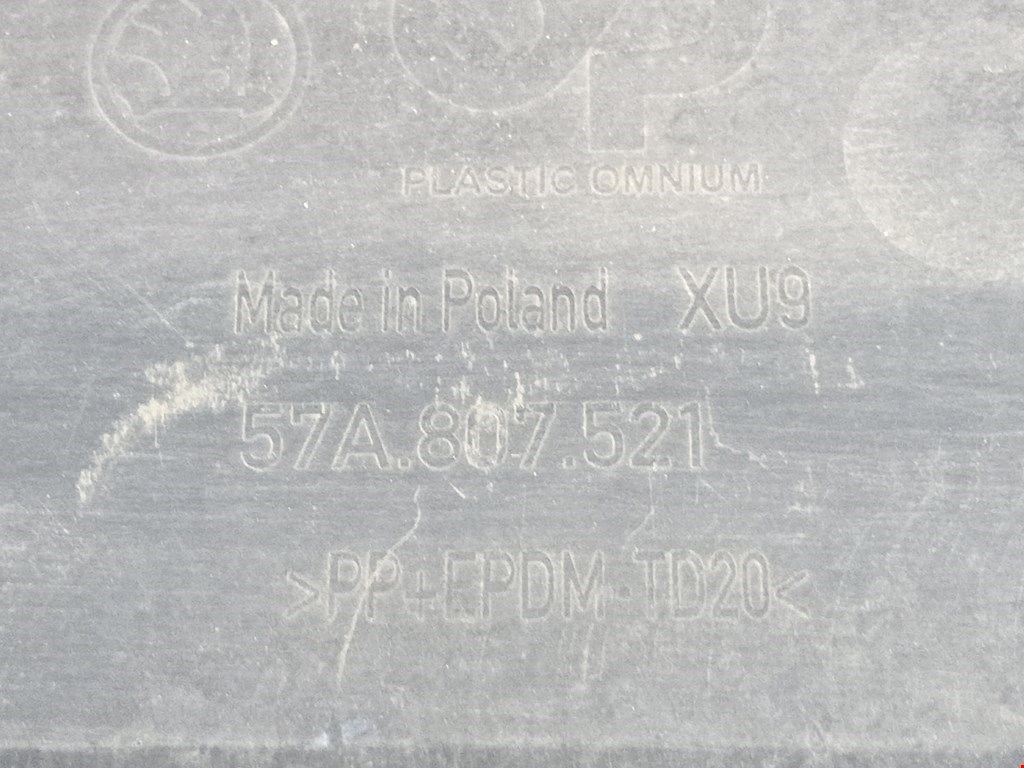 PLASTIC OMNIUM
Made in Poland XU9
57A.807.521
>PP+EPDM-TD20<